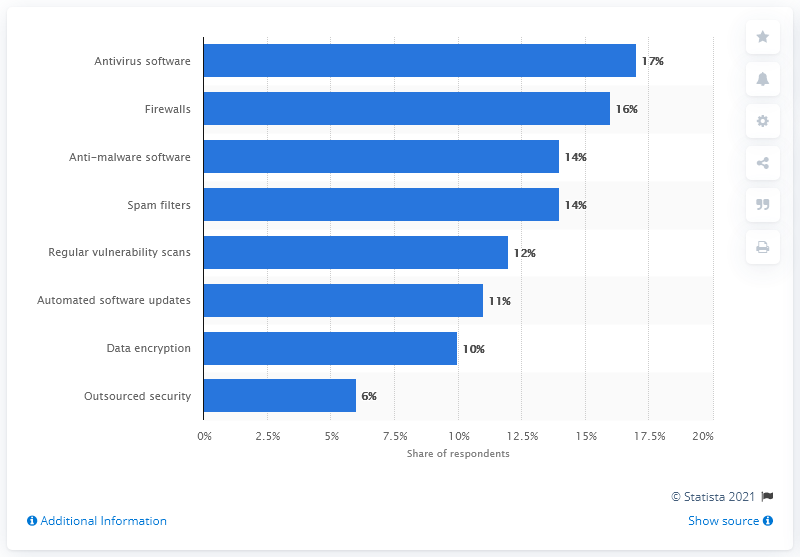 Antivirus software 17%
Firewalls 16%
Anti-malware software 14%
Spam filters 14%
Regular vulnerability scans 12%
Automated software updates 11%
Data encryption 10%
Outsourced security 6%
0% 2.5% 5% 7.5% 10% 12.5% 15% 17.5% 20%
Share of respondents
© Statista 2021
Additional Information Show source